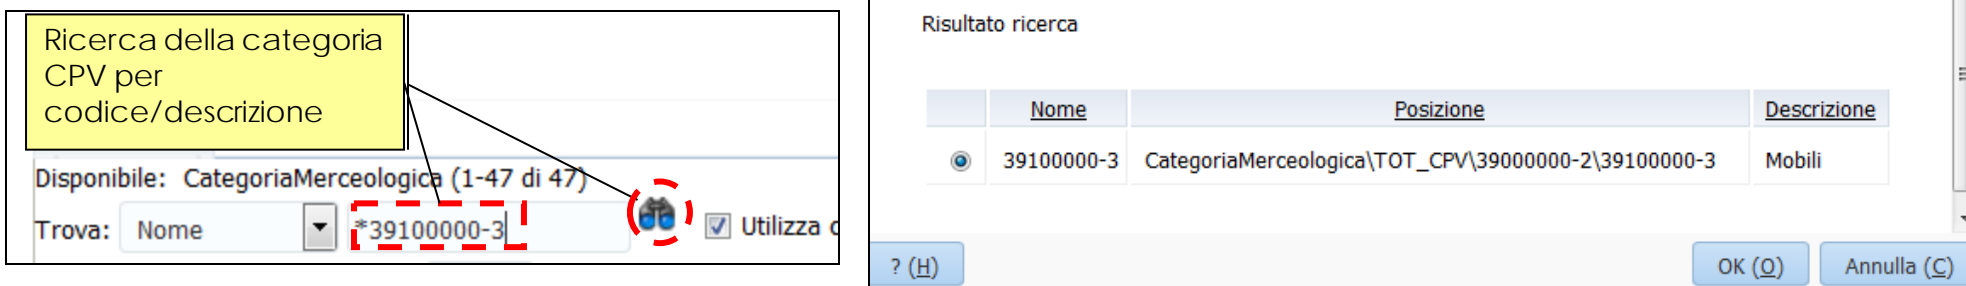 Ricerca della categoria
CPV per
codice/descrizione
Disponibile: CategoriaMerceologica (1-47 di 47)
Trova: Nome *39100000-3 Utilizza
Risultato ricerca
Nome Posizione Descrizione
39100000-3 CategoriaMerceologica\TOT_CPV\39000000-2\39100000-3 Mobili
? (H) OK (O) Annulla (C)